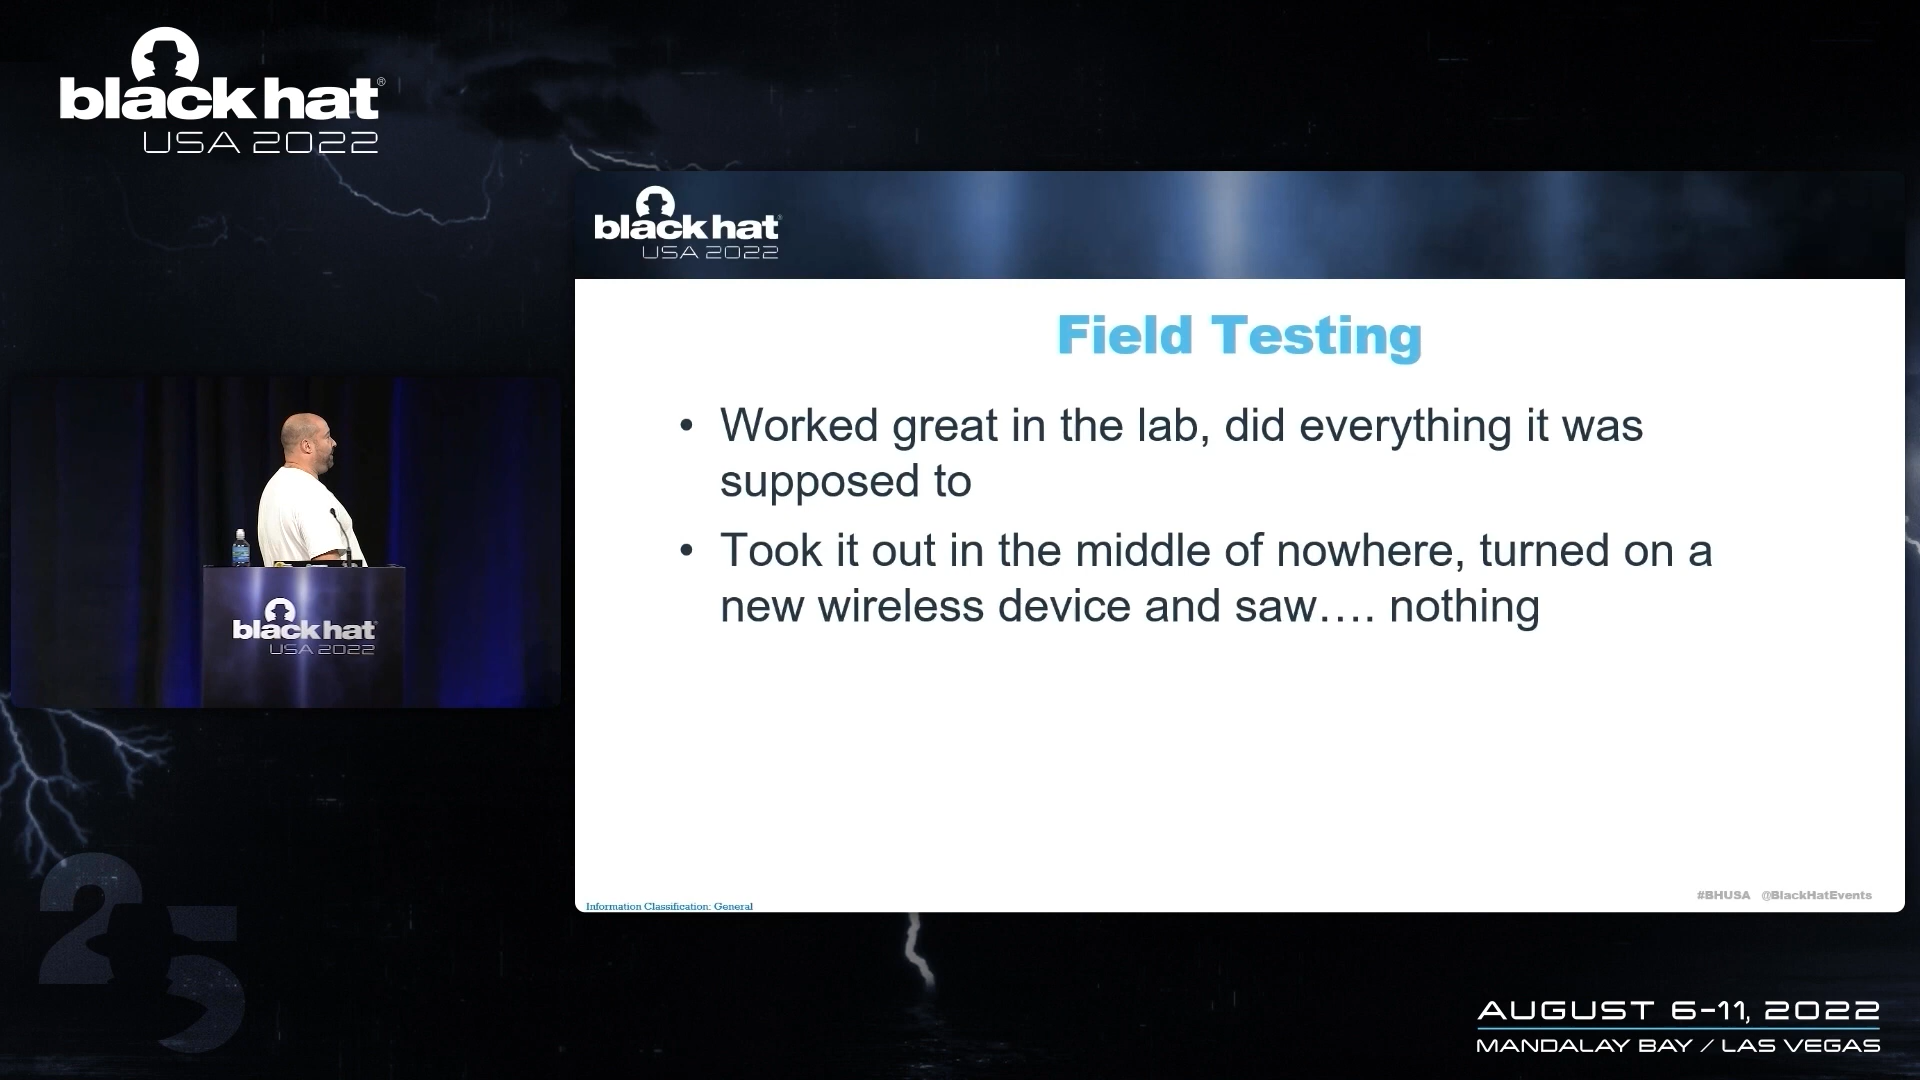 black hat®
USA 2022
black hat
USA 2022
Field Testing
• Worked great in the lab, did everything it was
supposed to
• Took it out in the middle of nowhere, turned on a
new wireless device and saw…. nothing
black hat
USA 2022
Information Classification: General
#BHUSA @BlackHatEvents
25
AUGUST 6-11, 2022
MANDALAY BAY / LAS VEGAS